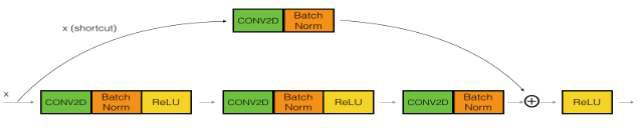 CONV2D Batch Norm
x (shortcut)
x
CONV2D Batch Norm ReLU CONV2D Batch Norm ReLU CONV2D Batch Norm ReLU